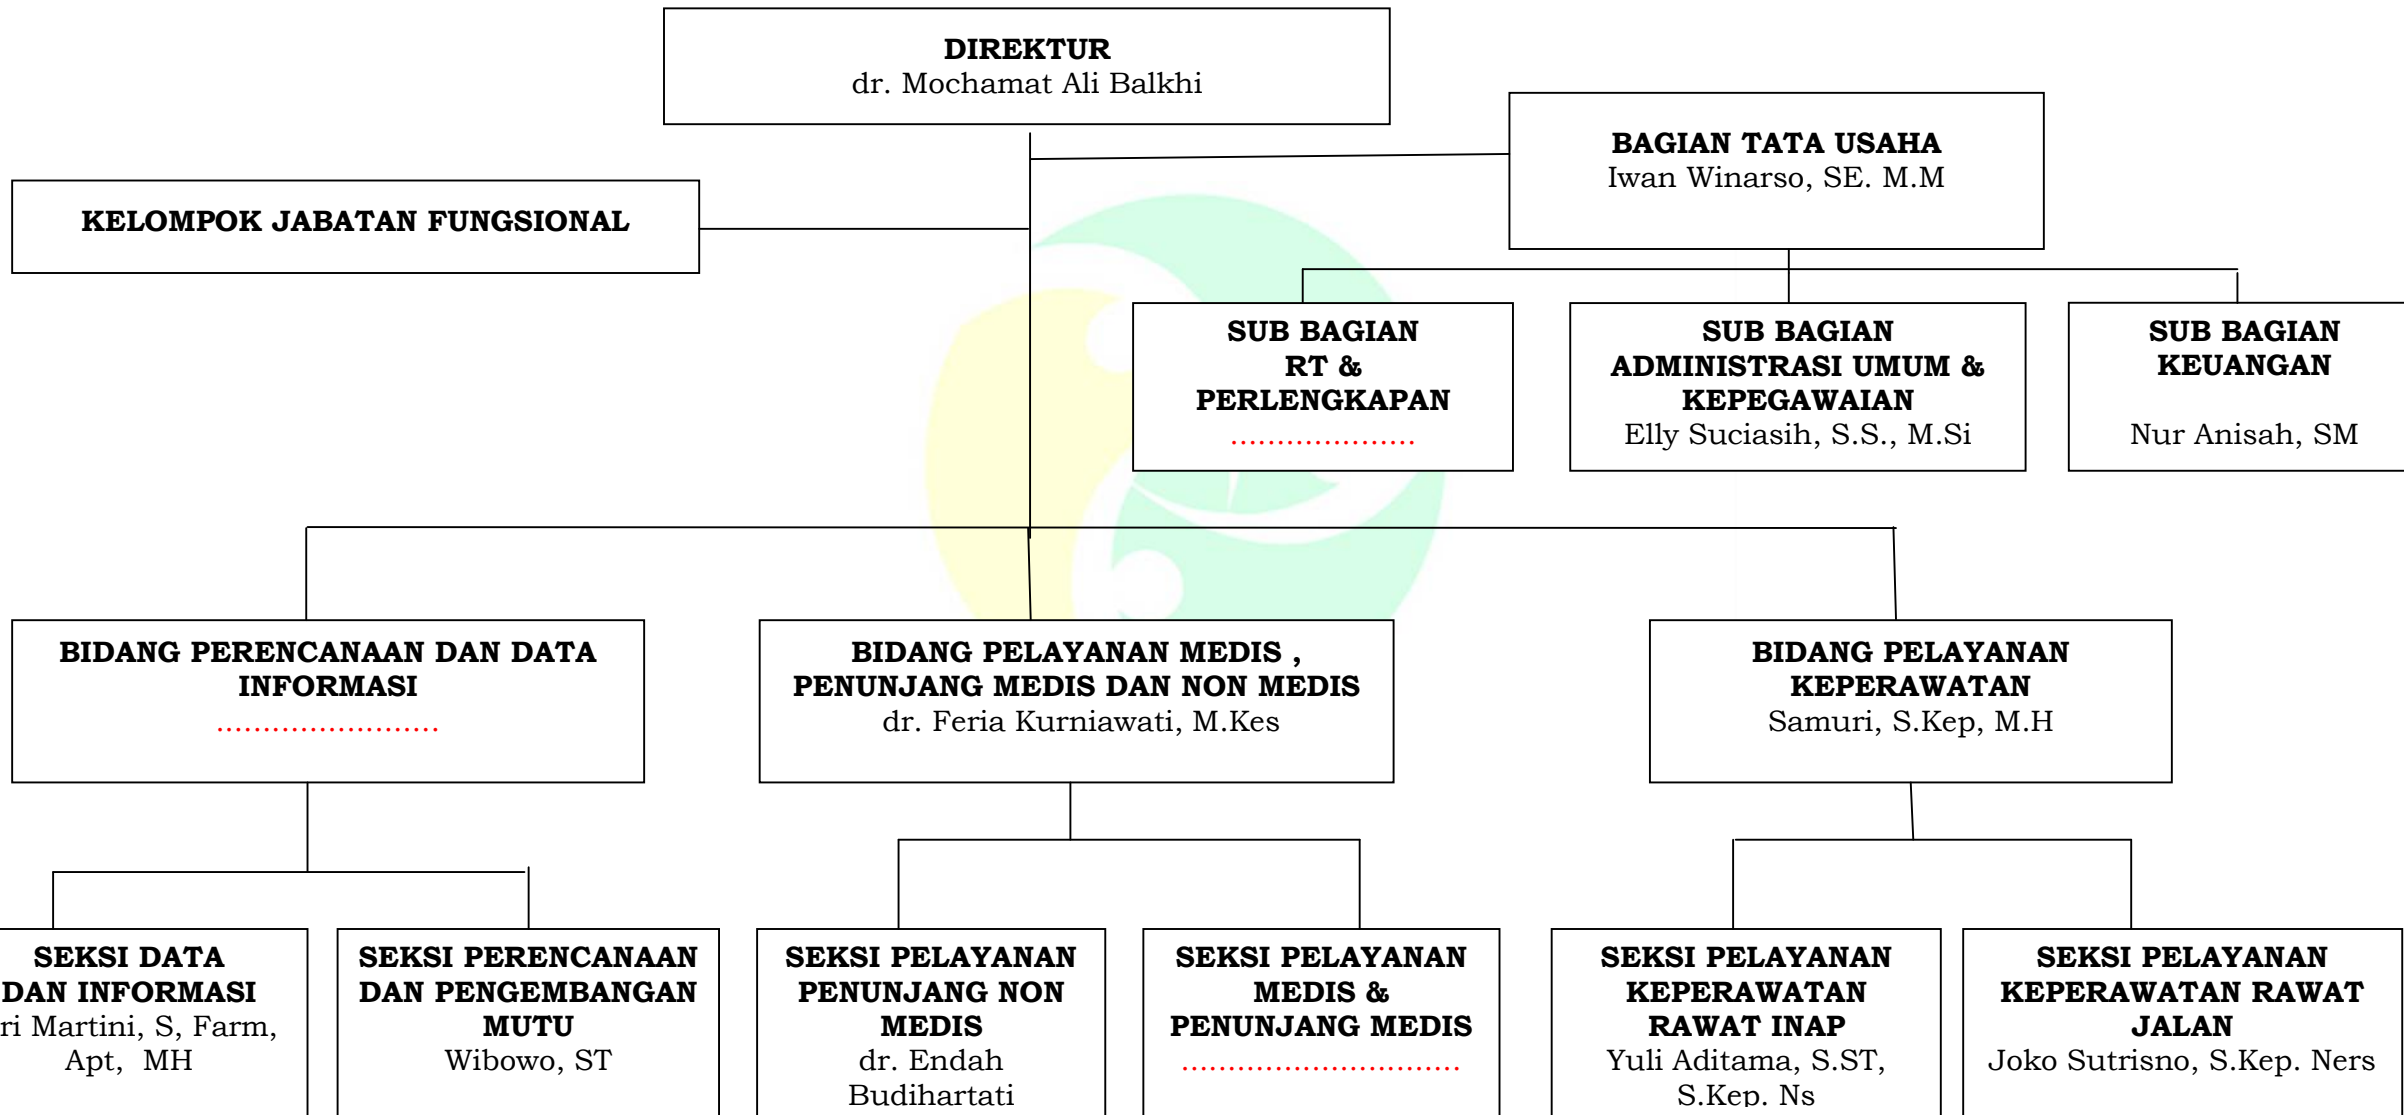 DIREKTUR
dr. Mochamat Ali Balkhi
BAGIAN TATA USAHA
Iwan Winarso, SE. M.M
KELOMPOK JABATAN FUNGSIONAL
SUB BAGIAN
RT &
PERLENGKAPAN
....................
SUB BAGIAN
ADMINISTRASI UMUM &
KEPEGAWAIAN
Elly Suciasih, S.S., M.Si
SUB BAGIAN
KEUANGAN
Nur Anisah, SM
BIDANG PERENCANAAN DAN DATA
INFORMASI
........................
BIDANG PELAYANAN MEDIS ,
PENUNJANG MEDIS DAN NON MEDIS
dr. Feria Kurniawati, M.Kes
BIDANG PELAYANAN
KEPERAWATAN
Samuri, S.Kep, M.H
SEKSI DATA
DAN INFORMASI
Martini, S, Farm,
Apt, MH
SEKSI PERENCANAAN
DAN PENGEMBANGAN
MUTU
Wibowo, ST
SEKSI PELAYANAN
PENUNJANG NON
MEDIS
dr. Endah
Budihartati
SEKSI PELAYANAN
MEDIS &
PENUNJANG MEDIS
..............................
SEKSI PELAYANAN
KEPERAWATAN
RAWAT INAP
Yuli Aditama, S.ST,
S.Kep. Ns
SEKSI PELAYANAN
KEPERAWATAN RAWAT
JALAN
Joko Sutrisno, S.Kep. Ners